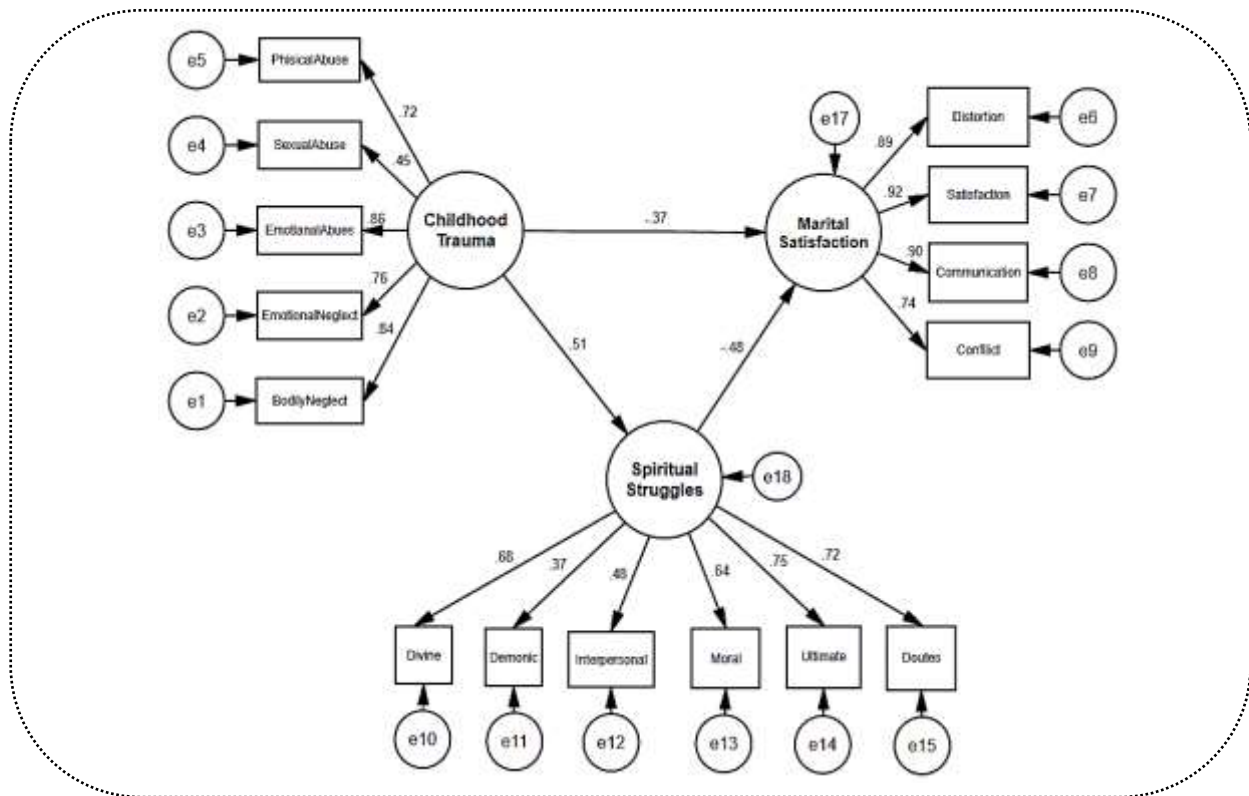 e5
PhisicalAbuse
.72
e4
SexualAbuse
.45
e3
EmotianalAbues
.86
e2
EmotionalNeglect
.76
e1
BodilyNeglect
.84
Childhood
Trauma
-.37
.51
e17
Marital
Satisfaction
.89
Distortion
e6
.92
Satisfaction
e7
.90
Communication
e8
.74
Conflict
e9
-.48
Spiritual
Struggles
e18
.68
.37
.48
.64
.75
.72
Divine
Demonic
Interpersonal
Moral
Ultimate
Doutes
e10
e11
e12
e13
e14
e15